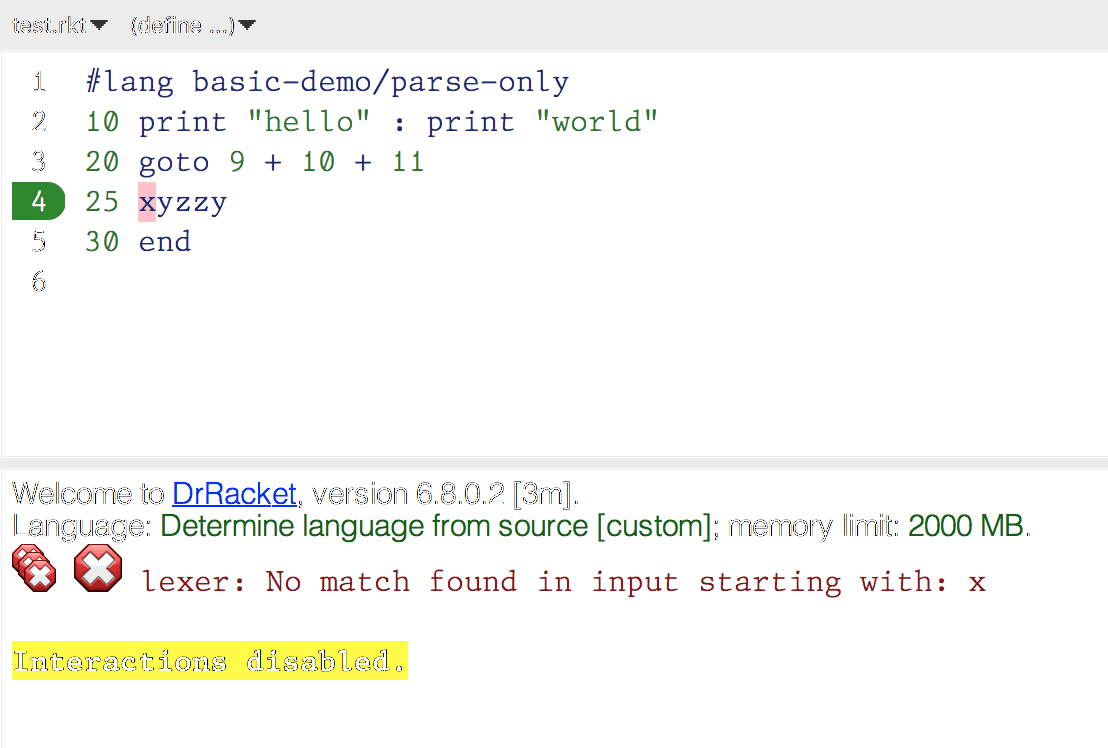 test.rkt (define ...)
1 #lang basic-demo/parse-only
2 10 print "hello" : print "world"
3 20 goto 9 + 10 + 11
4 25 xyzzy
5 30 end
6
Welcome to DrRacket, version 6.8.0.2 [3m].
Language: Determine language from source [custom]; memory limit: 2000 MB.
lexer: No match found in input starting with: x
Interactions disabled.